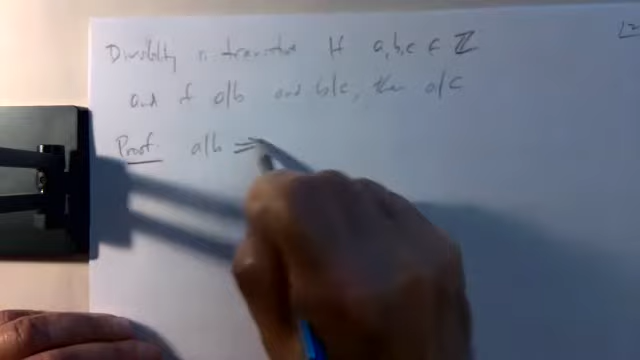 Divisibility is transitive If a,b,c ∈ ℤ
and if a|b and b|c, then a|c
Proof a|b ⇒